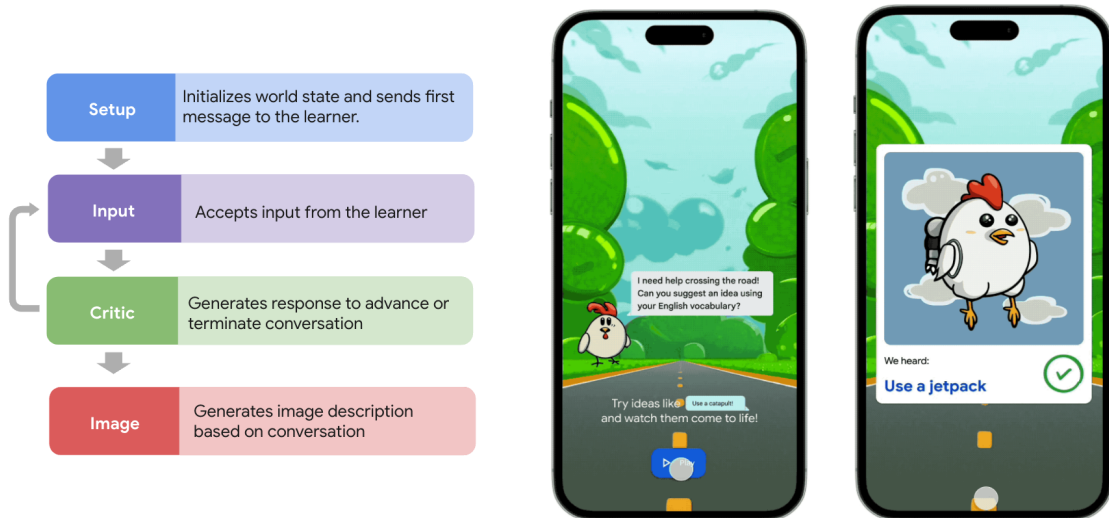 Setup
Initializes world state and sends first
message to the learner.
Input
Accepts input from the learner
Critic
Generates response to advance or
terminate conversation
Image
Generates image description
based on conversation
I need help crossing the road!
Can you suggest an idea using
your English vocabulary?
Try ideas like Use a catapult!
and watch them come to life!
Play
We heard:
Use a jetpack